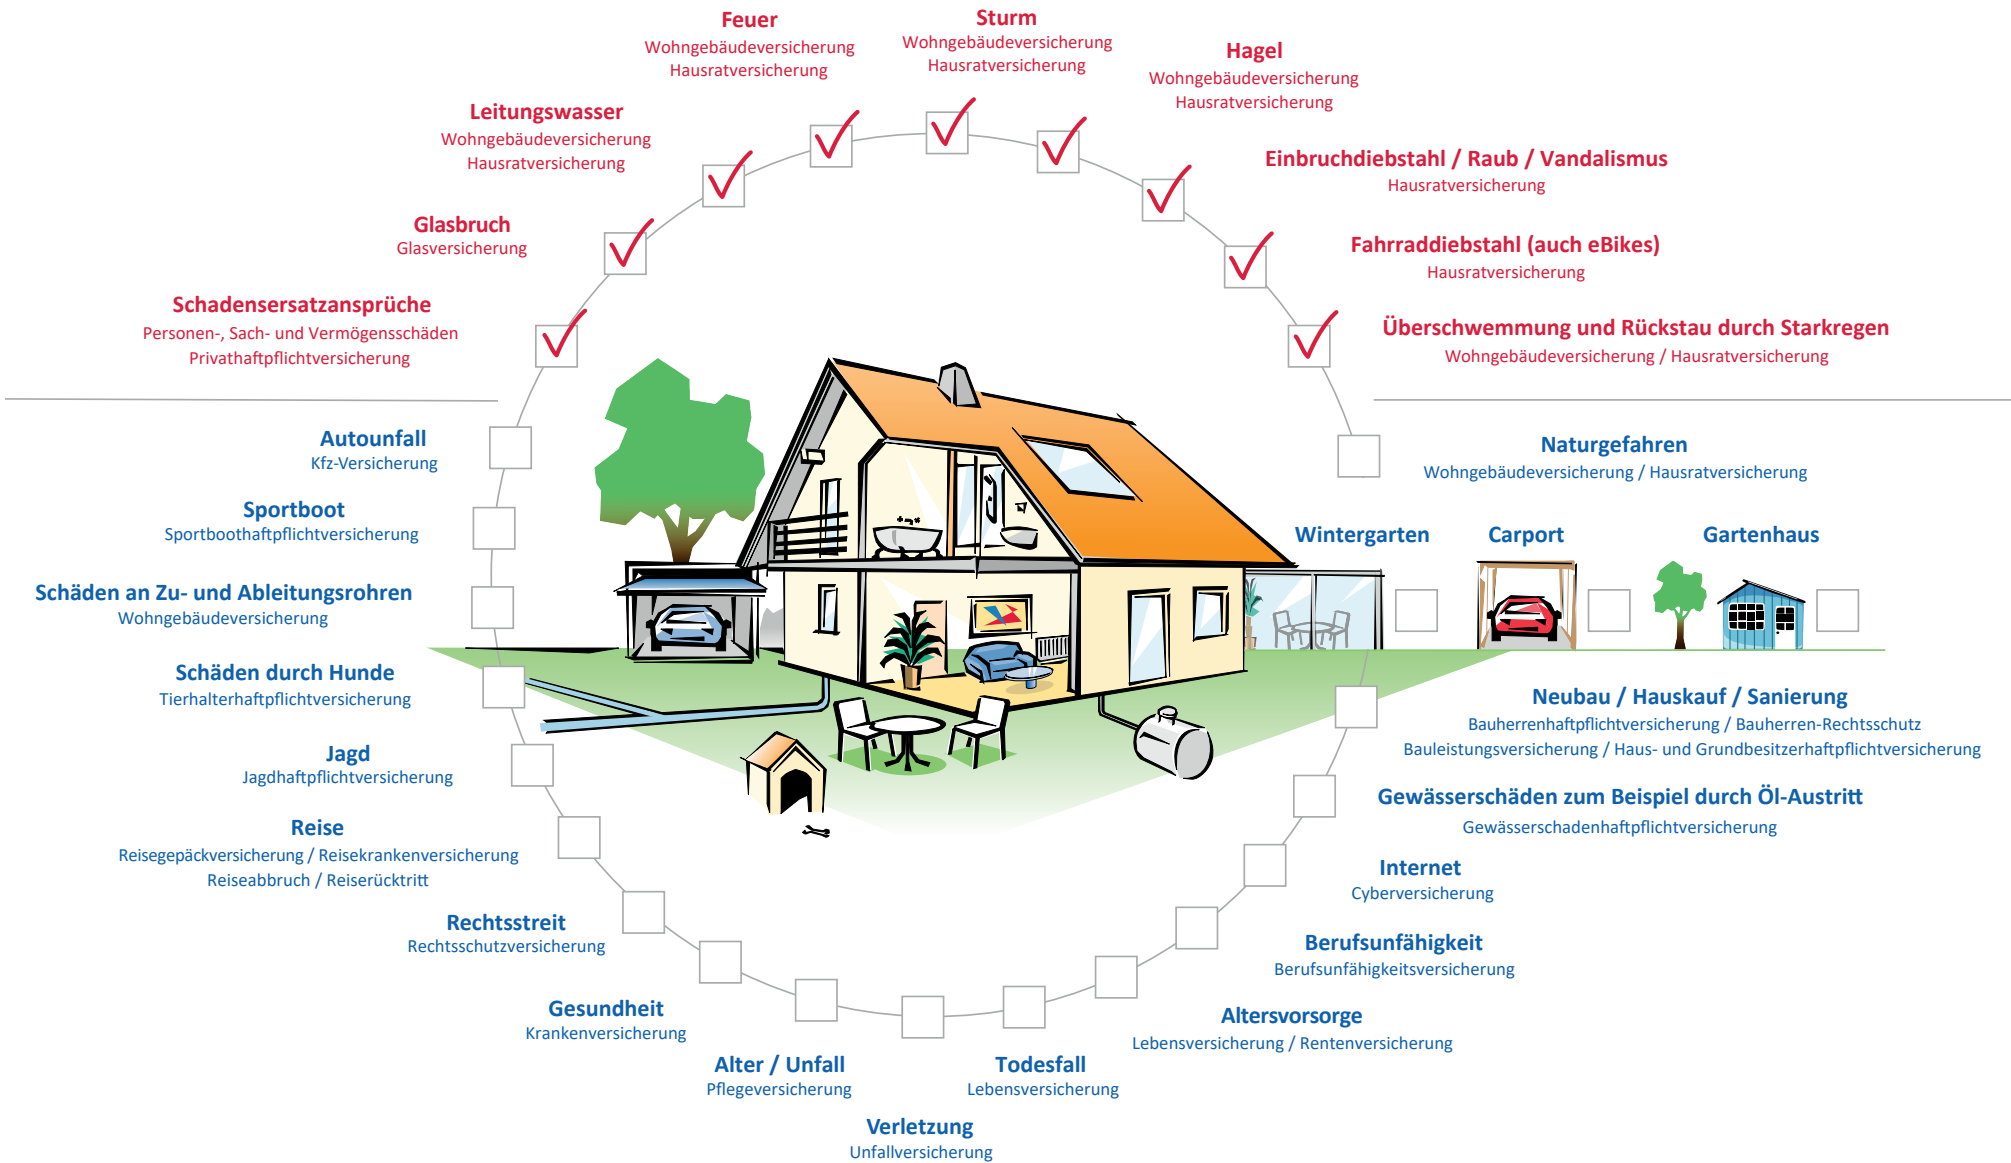 Feuer
Wohngebäudeversicherung
Hausratversicherung
Sturm
Wohngebäudeversicherung
Hausratversicherung
Hagel
Wohngebäudeversicherung
Hausratversicherung
Leitungswasser
Wohngebäudeversicherung
Hausratversicherung
Einbruchdiebstahl / Raub / Vandalismus
Hausratversicherung
Glasbruch
Glasversicherung
Fahrraddiebstahl (auch eBikes)
Hausratversicherung
Schadensersatzansprüche
Personen-, Sach- und Vermögensschäden
Privathaftpflichtversicherung
Überschwemmung und Rückstau durch Starkregen
Wohngebäudeversicherung / Hausratversicherung
Autounfall
Kfz-Versicherung
Naturgefahren
Wohngebäudeversicherung / Hausratversicherung
Sportboot
Sportboothaftpflichtversicherung
Wintergarten
Carport
Gartenhaus
Schäden an Zu- und Ableitungsrohren
Wohngebäudeversicherung
Schäden durch Hunde
Tierhalterhaftpflichtversicherung
Neubau / Hauskauf / Sanierung
Bauherrenhaftpflichtversicherung / Bauherren-Rechtsschutz
Bauleistungsversicherung / Haus- und Grundbesitzerhaftpflichtversicherung
Jagd
Jagdhaftpflichtversicherung
Gewässerschäden zum Beispiel durch Öl-Austritt
Gewässerschadenhaftpflichtversicherung
Reise
Reisegepäckversicherung / Reisekrankenversicherung
Reiseabbruch / Reiserücktritt
Internet
Cyberversicherung
Rechtsstreit
Rechtsschutzversicherung
Berufsunfähigkeit
Berufsunfähigkeitsversicherung
Gesundheit
Krankenversicherung
Altersvorsorge
Lebensversicherung / Rentenversicherung
Alter / Unfall
Pflegeversicherung
Todesfall
Lebensversicherung
Verletzung
Unfallversicherung